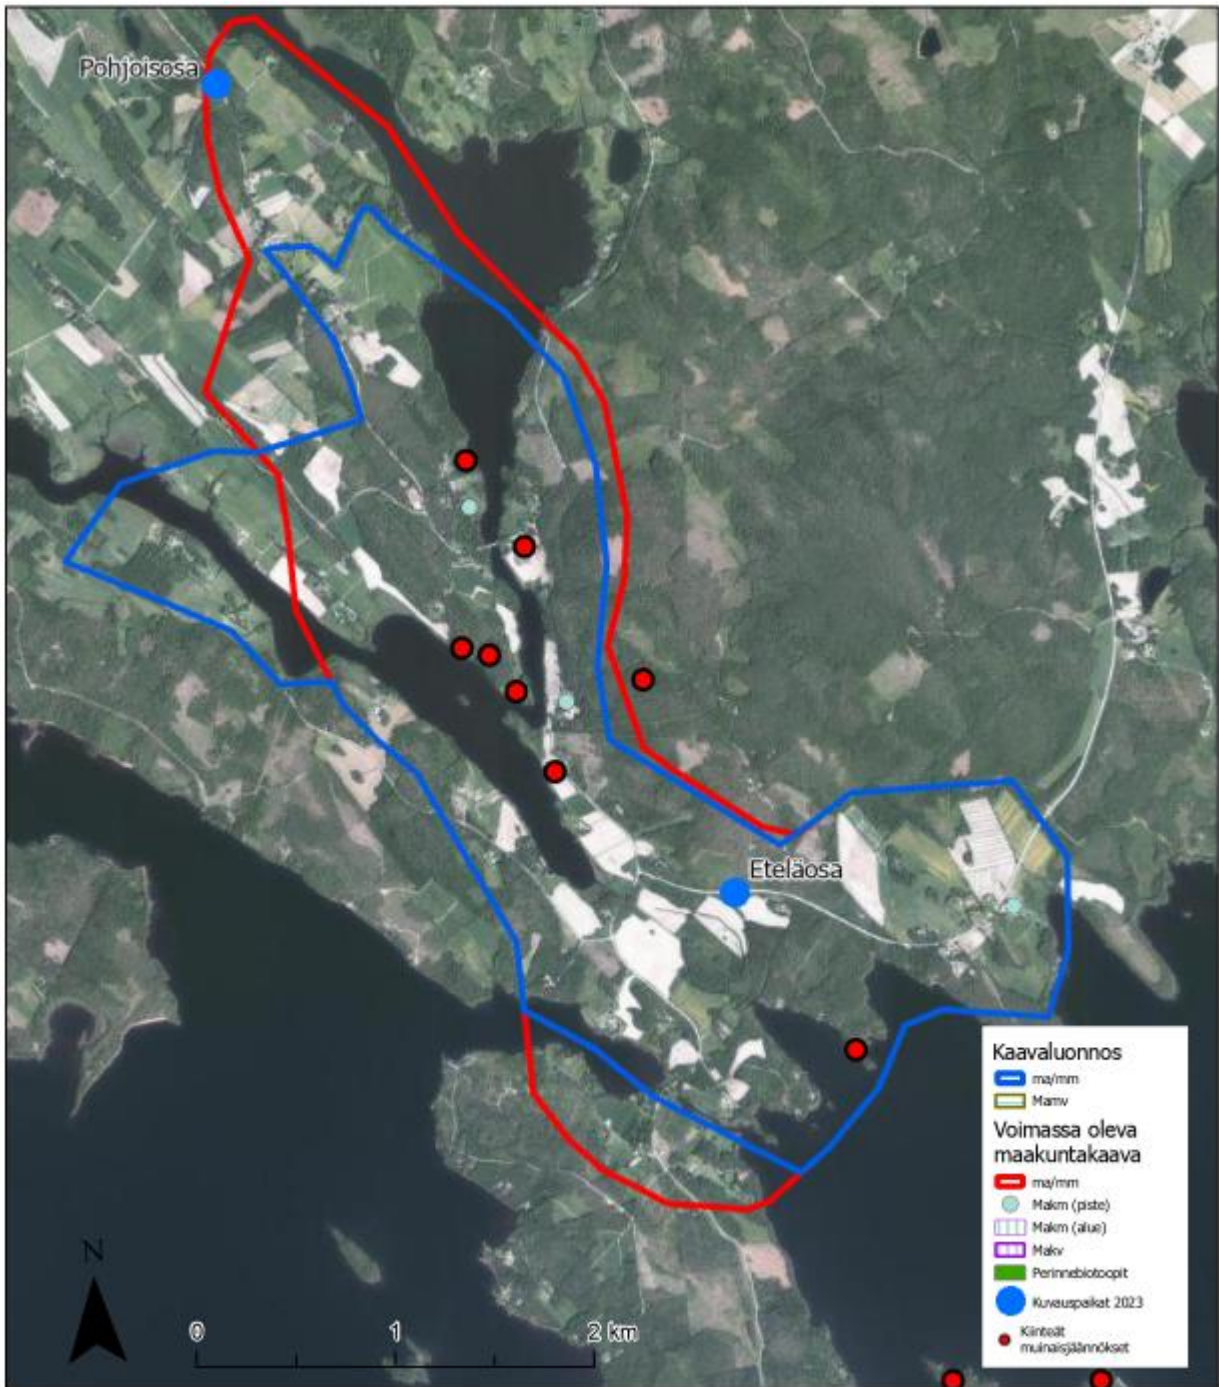 Pohjoisosa
Eteläosa
Kaavaluonnos
ma/mm
Mamv
Voimassa oleva
maakuntakaava
ma/mm
Makm (piste)
Makm (alue)
Makv
Perinnebiotoopit
Kuvauspaikat 2023
Kiinteät
muinaisjäännökset
N
0 1 2 km